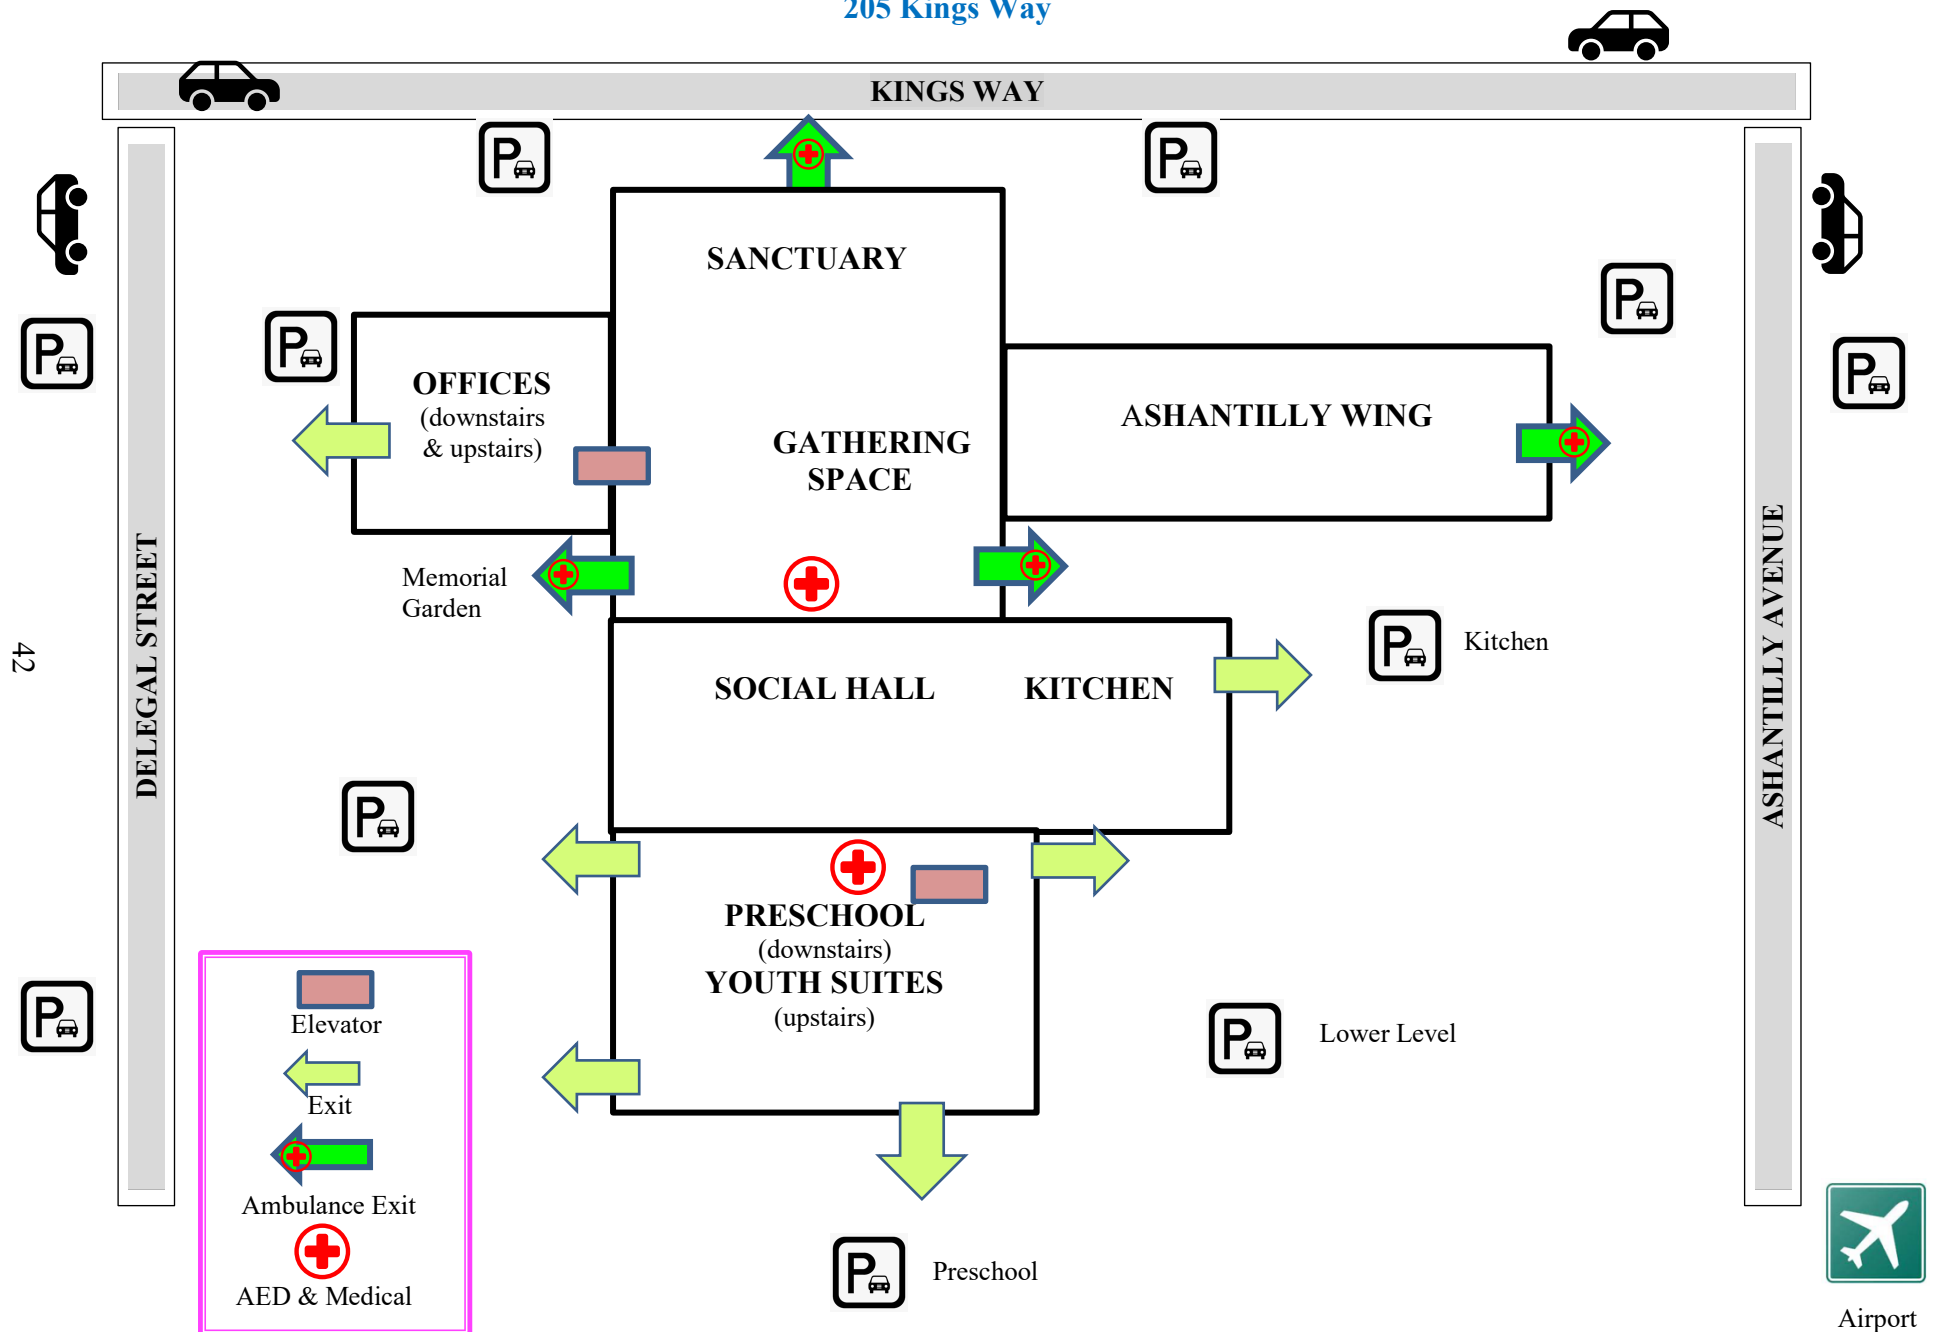 205 Kings Way
KINGS WAY
P
P
SANCTUARY
P
P
P
P
OFFICES
(downstairs
& upstairs)
GATHERING
SPACE
ASHANTILLY WING
Memorial
Garden
DELEGAL STREET
ASHANTILLY AVENUE
42
P
Kitchen
SOCIAL HALL
KITCHEN
P
PRESCHOOL
(downstairs)
YOUTH SUITES
(upstairs)
P
P
Lower Level
Elevator
Exit
Ambulance Exit
AED & Medical
P
Preschool
Airport